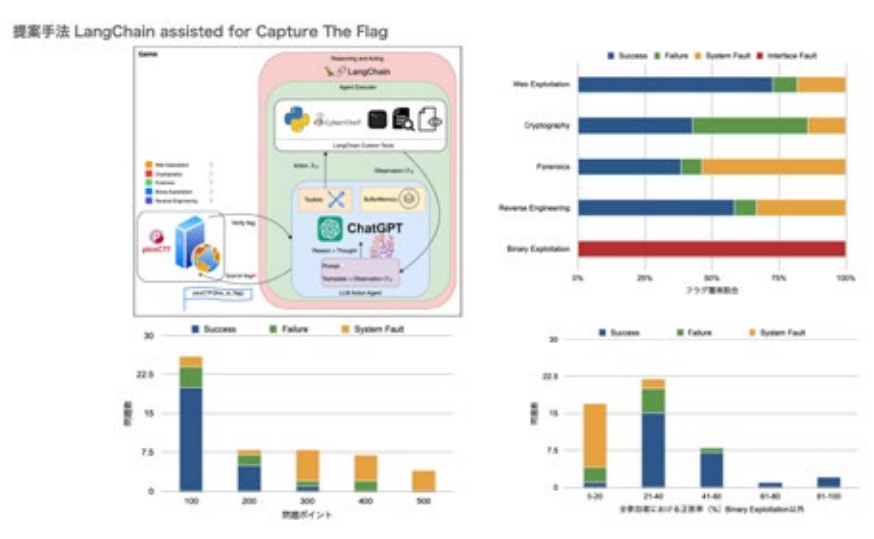 提案手法 LangChain assisted for Capture The Flag
Game
Reasoning and Acting
LangChain
Agent Executer
CyberChef
LangChain Custom Tools
Web Exploitation
Cryptography
Forensics
Binary Exploitation
Reverse Engineering
Toolkits
BufferMemory
ChatGPT
Reason + Thought
Prompt
LLM Action Agent
picoCTF
Verify flag
Submit flag
picoCTF{this_is_flag}
Success Failure System Fault Interface Fault
Web Exploitation
Cryptography
Forensics
Reverse Engineering
Binary Exploitation
0% 25% 50% 75% 100%
フラグ獲得割合
Success Failure System Fault
問題数
30
22.5
15
7.5
0
100 200 300 400 500
問題ポイント
Success Failure System Fault
問題数
30
22.5
15
7.5
0
0-20 21-40 41-60 61-80 81-100
全参加者における正答率（%）Binary Exploitation以外